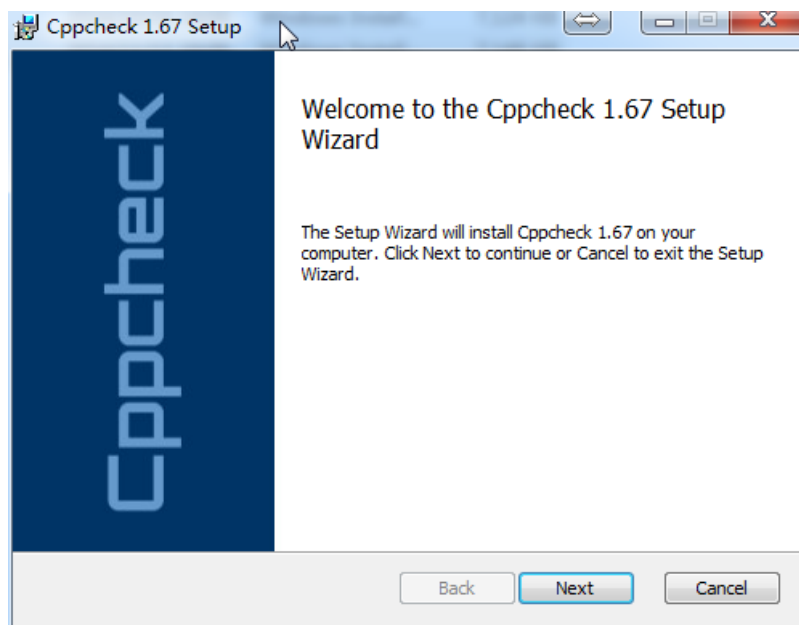 Cppcheck 1.67 Setup
Cppcheck
Welcome to the Cppcheck 1.67 Setup
Wizard
The Setup Wizard will install Cppcheck 1.67 on your
computer. Click Next to continue or Cancel to exit the Setup
Wizard.
Back
Next
Cancel